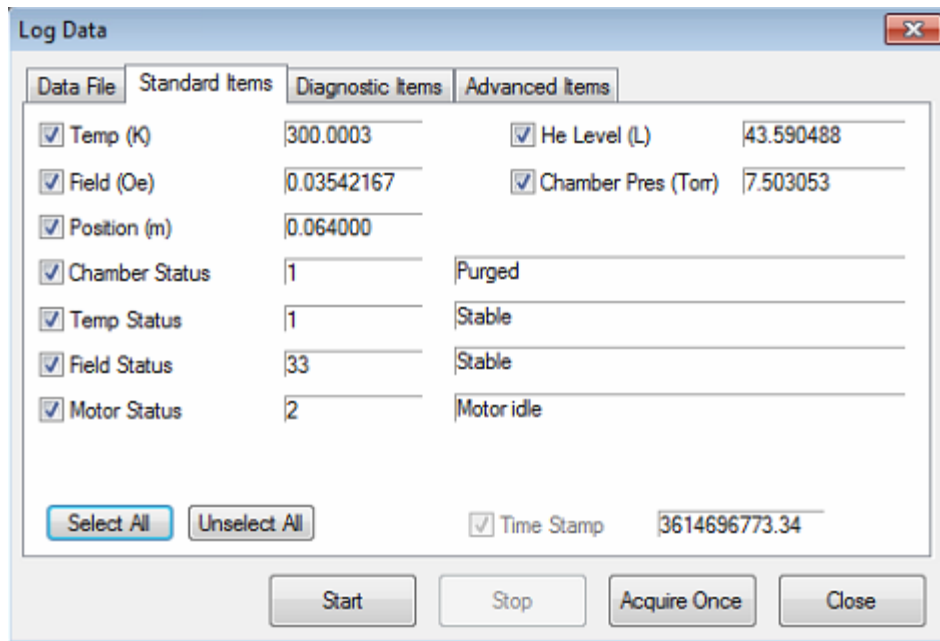 Log Data
Data File Standard Items Diagnostic Items Advanced Items
Temp (K) 300.0003 He Level (L) 43.590488
Field (Oe) 0.03542167 Chamber Pres (Torr) 7.503053
Position (m) 0.064000
Chamber Status 1 Purged
Temp Status 1 Stable
Field Status 33 Stable
Motor Status 2 Motor idle
Select All Unselect All Time Stamp 3614696773.34
Start Stop Acquire Once Close